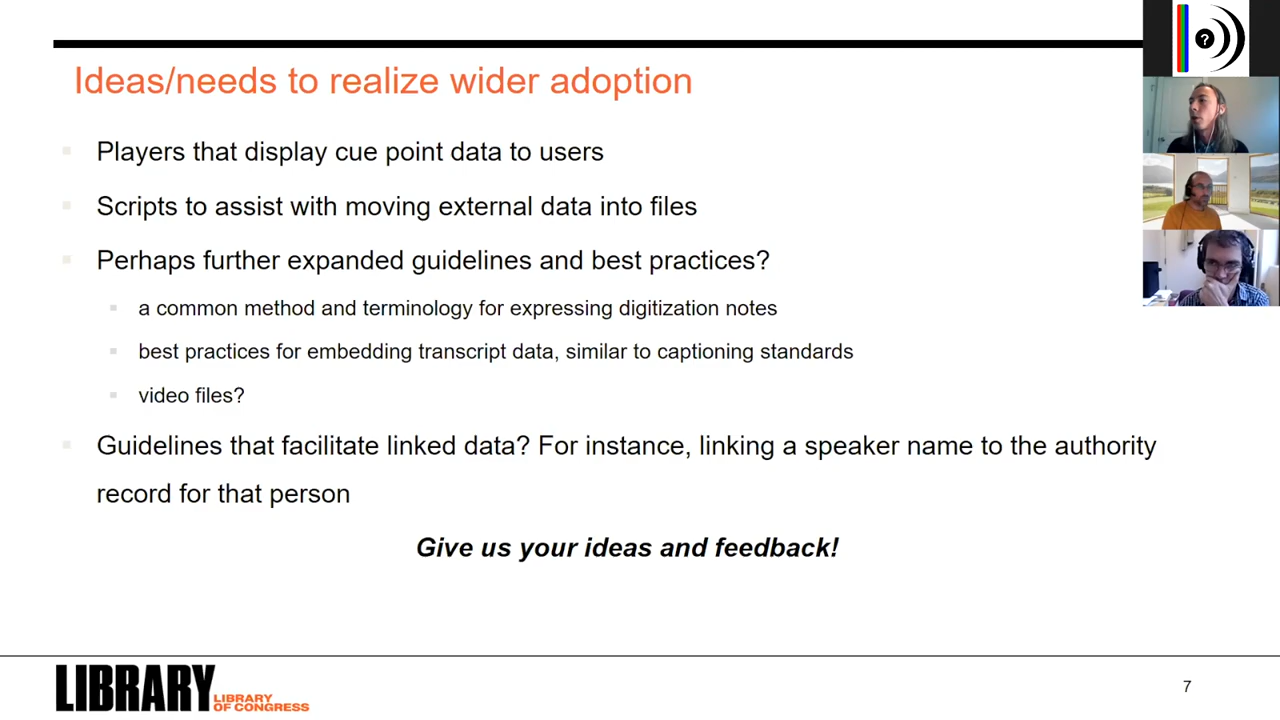 Ideas/needs to realize wider adoption
Players that display cue point data to users
Scripts to assist with moving external data into files
Perhaps further expanded guidelines and best practices?
a common method and terminology for expressing digitization notes
best practices for embedding transcript data, similar to captioning standards
video files?
Guidelines that facilitate linked data? For instance, linking a speaker name to the authority
record for that person
Give us your ideas and feedback!
LIBRARY
LIBRARY
OF CONGRESS
7
?